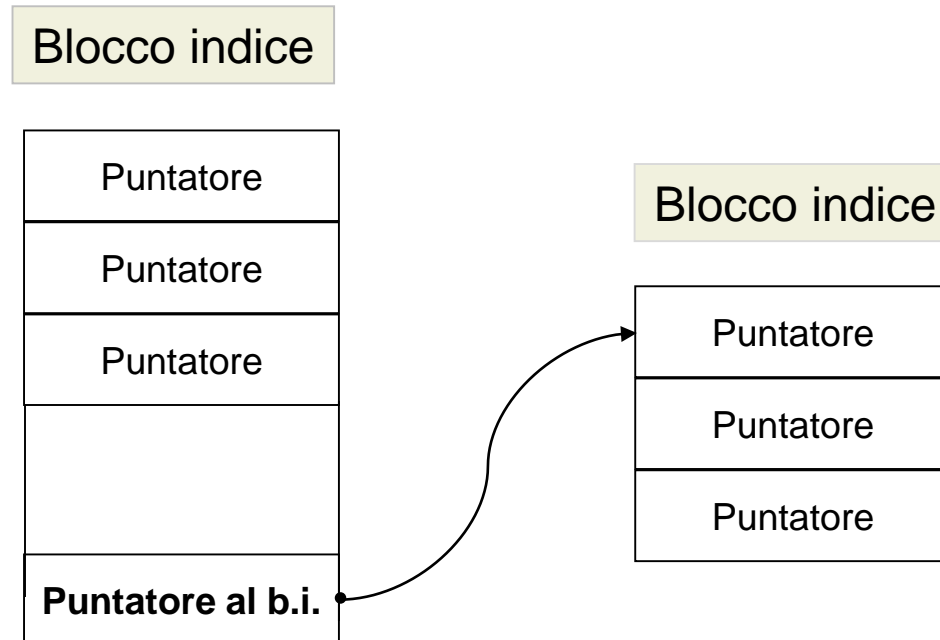 Blocco indice
Puntatore
Puntatore
Puntatore
Puntatore al b.i.
Blocco indice
Puntatore
Puntatore
Puntatore